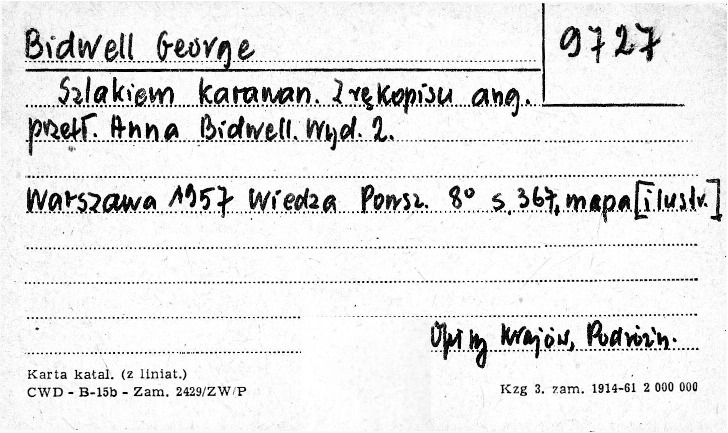 Bidwell George
9727
Szlakiem karawan. Z rękopisu ang.
przeł. Anna Bidwell. Wyd. 2.
Warszawa 1957 Wiedza Powsz. 8° s. 367, mapa [ilustr.]
Opisy krajów, Podróżn.
Karta katal. (z liniat.)
CWD - B-15b - Zam. 2429/ZW/P
Kzg 3. zam. 1914-61 2 000 000